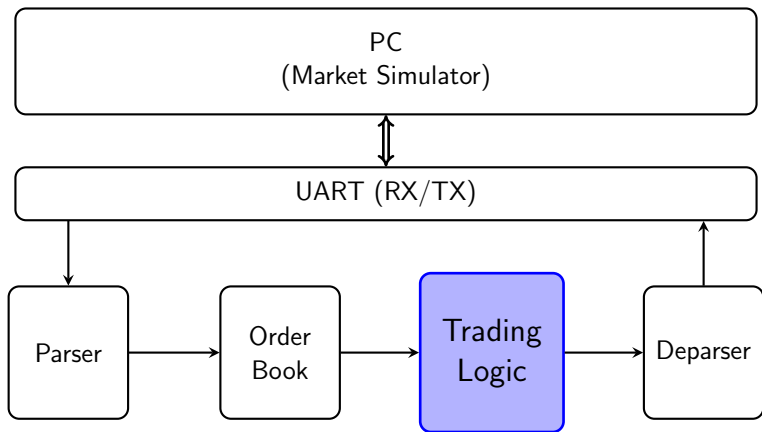 PC
(Market Simulator)
UART (RX/TX)
Parser
Order
Book
Trading
Logic
Deparser